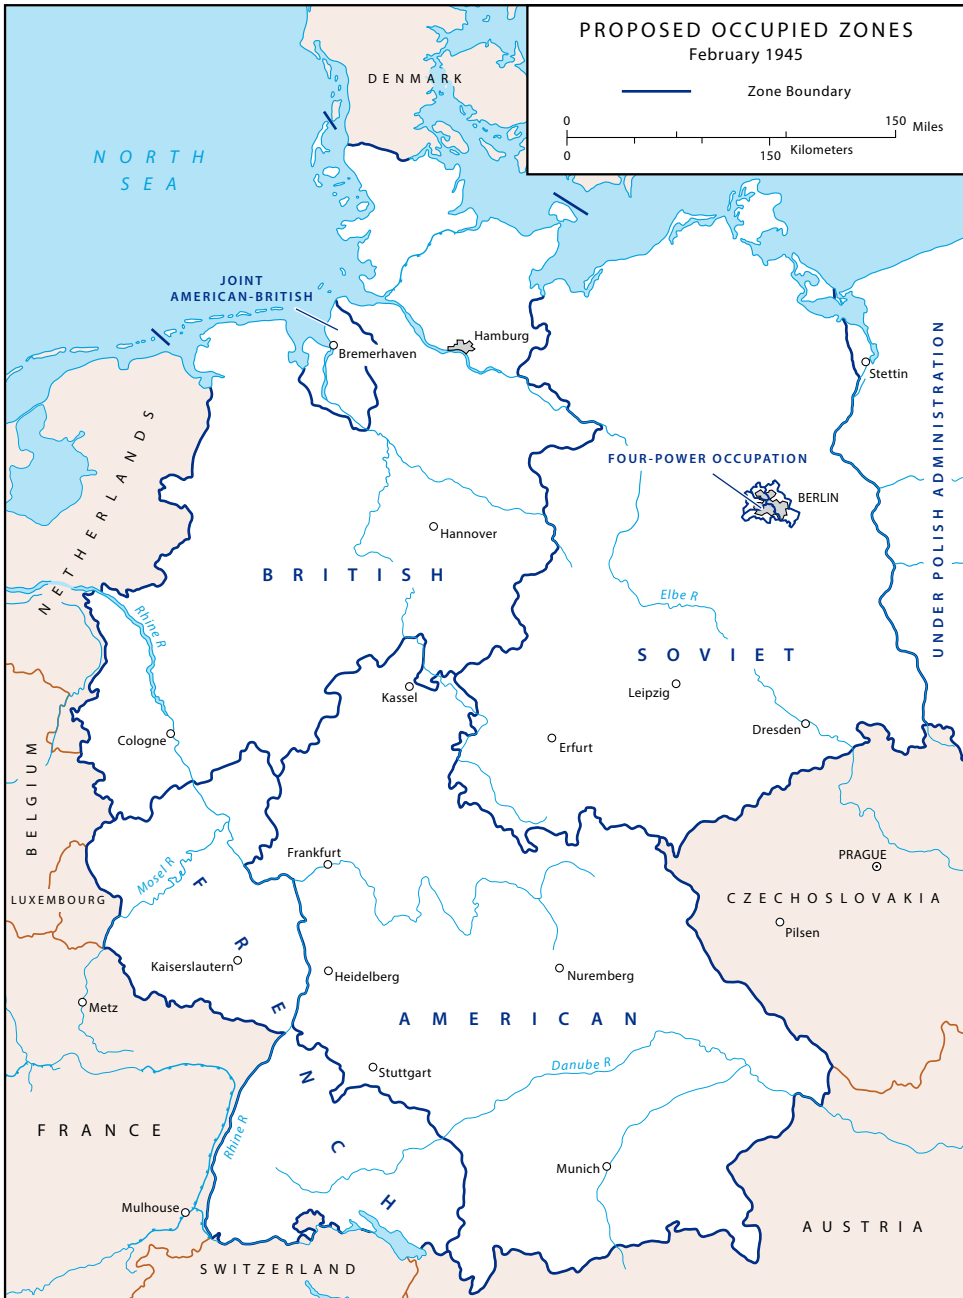 PROPOSED OCCUPIED ZONES
February 1945
Zone Boundary
0 150 Miles
0 150 Kilometers
DENMARK
NORTH
SEA
JOINT
AMERICAN-BRITISH
Hamburg
Bremerhaven
Stettin
NETHERLANDS
UNDER POLISH ADMINISTRATION
FOUR-POWER OCCUPATION
BERLIN
Hannover
BRITISH
Rhine R
Elbe R
SOVIET
Kassel
Leipzig
Dresden
Cologne
Erfurt
BELGIUM
Frankfurt
PRAGUE
Mosel R
LUXEMBOURG
CZECHOSLOVAKIA
Pilsen
FRENCH
Kaiserslautern
Heidelberg
Nuremberg
Metz
AMERICAN
Danube R
Stuttgart
FRANCE
Rhine R
Munich
Mulhouse
AUSTRIA
SWITZERLAND